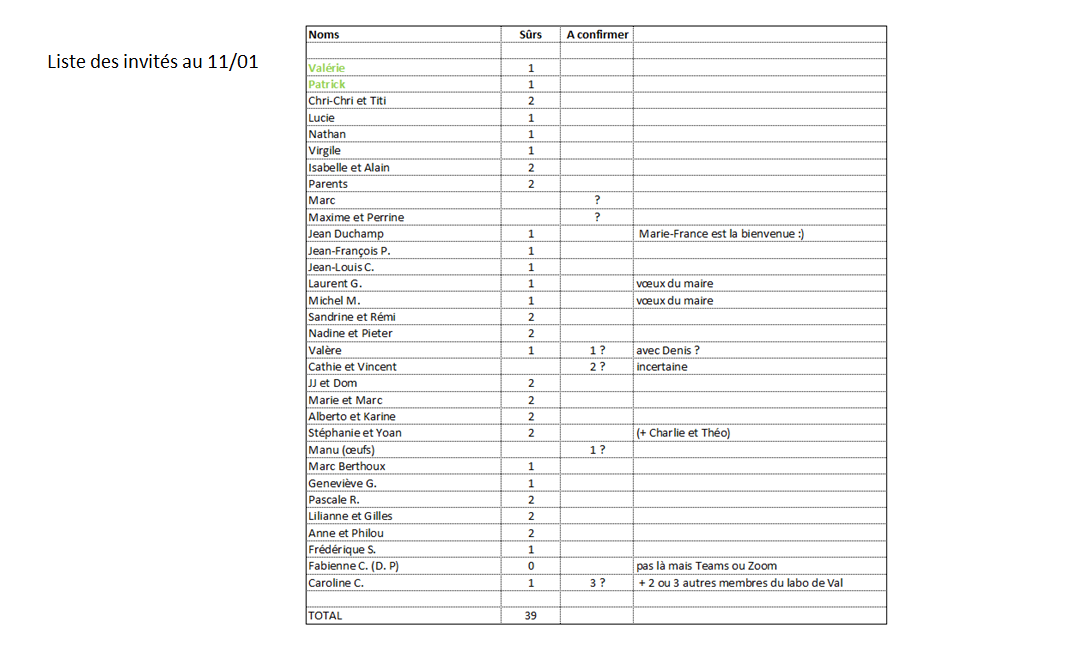 Liste des invités au 11/01
Noms Sûrs A confirmer
Valérie 1
Patrick 1
Chri-Chri et Titi 2
Lucie 1
Nathan 1
Virgile 1
Isabelle et Alain 2
Parents 2
Marc ?
Maxime et Perrine ?
Jean Duchamp 1 Marie-France est la bienvenue :)
Jean-François P. 1
Jean-Louis C. 1
Laurent G. 1 vœux du maire
Michel M. 1 vœux du maire
Sandrine et Rémi 2
Nadine et Pieter 2
Valère 1 1 ? avec Denis ?
Cathie et Vincent 2 ? incertaine
JJ et Dom 2
Marie et Marc 2
Alberto et Karine 2
Stéphanie et Yoan 2 (+ Charlie et Théo)
Manu (œufs) 1 ?
Marc Berthoux 1
Geneviève G. 1
Pascale R. 2
Lilianne et Gilles 2
Anne et Philou 2
Frédérique S. 1
Fabienne C. (D. P) 0 pas là mais Teams ou Zoom
Caroline C. 1 3 ? + 2 ou 3 autres membres du labo de Val
TOTAL 39